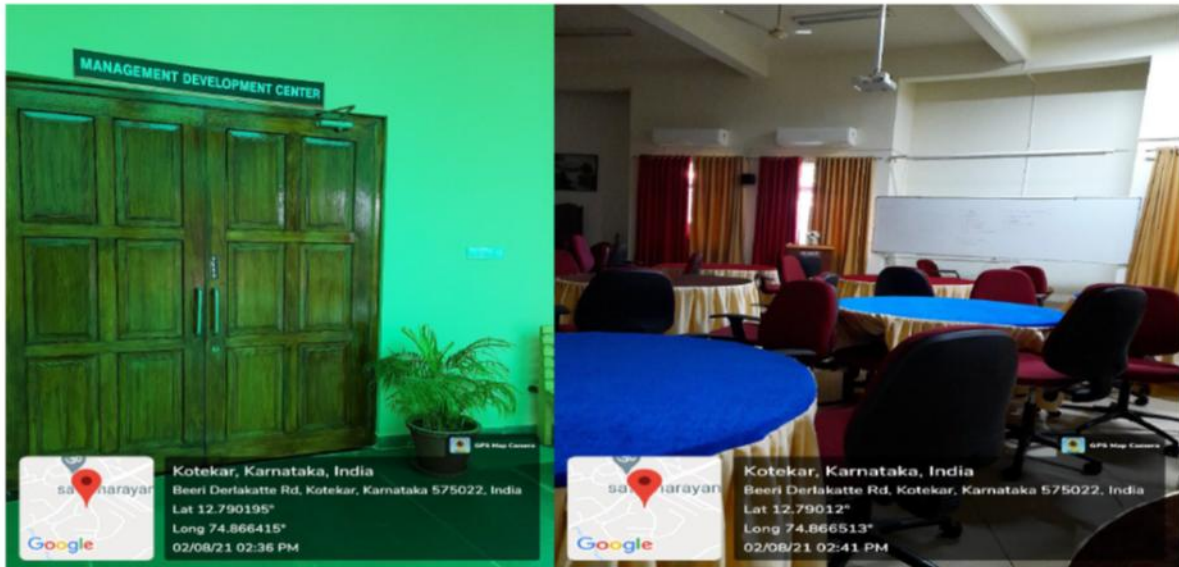 MANAGEMENT DEVELOPMENT CENTER
GPS Map Camera
Google
Kotekar, Karnataka, India
Beeri Derlakatte Rd, Kotekar, Karnataka 575022, India
Lat 12.790195°
Long 74.866415°
02/08/21 02:36 PM
GPS Map Camera
Google
Kotekar, Karnataka, India
Beeri Derlakatte Rd, Kotekar, Karnataka 575022, India
Lat 12.79012°
Long 74.866513°
02/08/21 02:41 PM